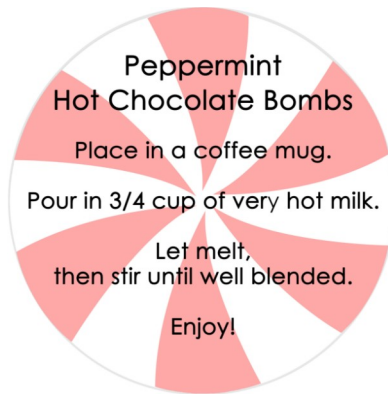 Peppermint
Hot Chocolate Bombs
Place in a coffee mug.
Pour in 3/4 cup of very hot milk.
Let melt,
then stir until well blended.
Enjoy!